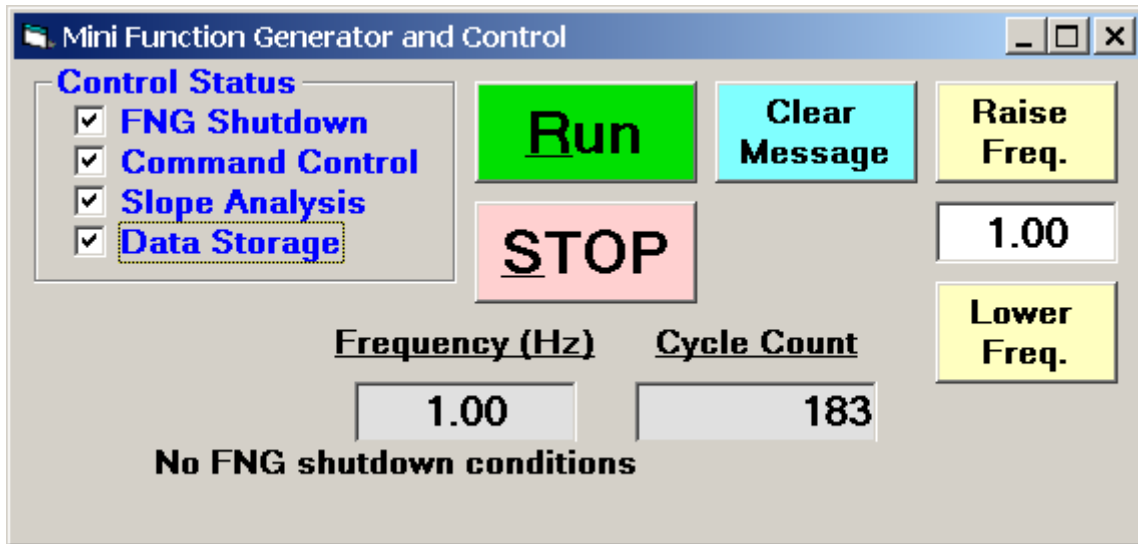 Mini Function Generator and Control
Control Status
FNG Shutdown
Command Control
Slope Analysis
Data Storage
Run
STOP
Clear
Message
Raise
Freq.
1.00
Lower
Freq.
Frequency (Hz)
Cycle Count
1.00
183
No FNG shutdown conditions